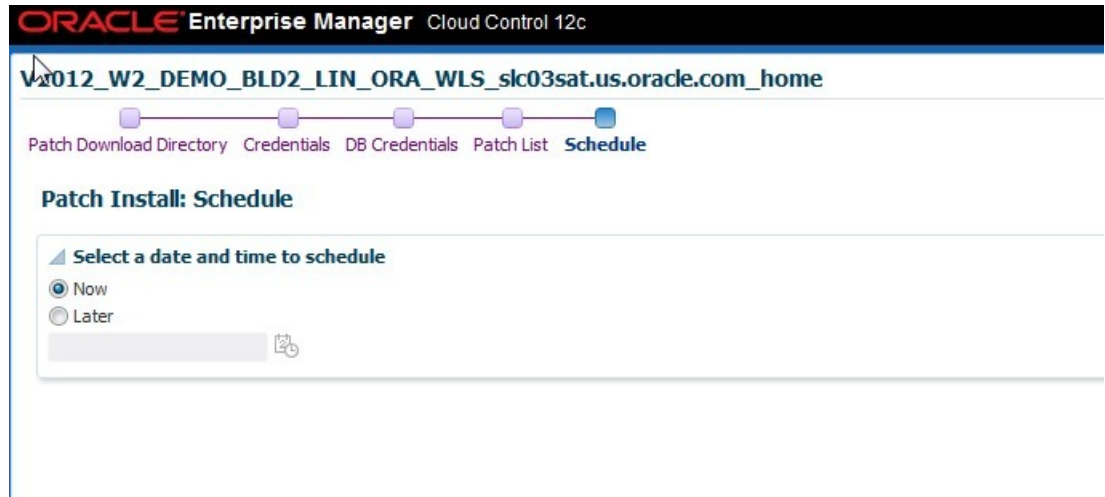 ORACLE Enterprise Manager Cloud Control 12c
012_W2_DEMO_BLD2_LIN_ORA_WLS_slc03sat.us.oracle.com_home
Patch Download Directory Credentials DB Credentials Patch List Schedule
Patch Install: Schedule
Select a date and time to schedule
Now
Later